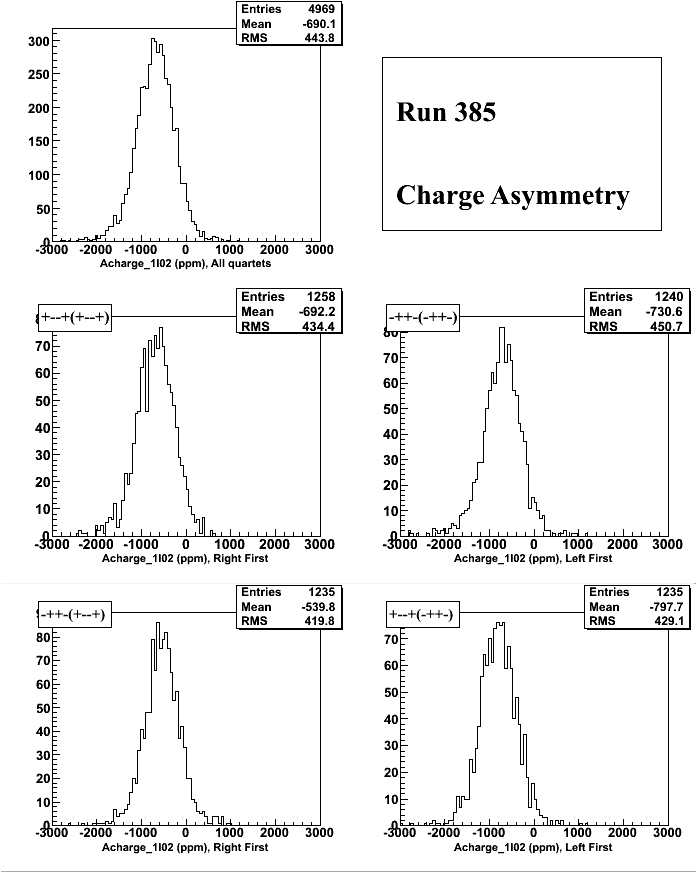 Entries 4969
Mean -690.1
RMS 443.8
300
250
200
150
100
50
0
-3000 -2000 -1000 0 1000 2000 3000
Acharge_1I02 (ppm), All quartets
Run 385
Charge Asymmetry
+--+(+--+)
Entries 1258
Mean -692.2
RMS 434.4
70
60
50
40
30
20
10
0
-3000 -2000 -1000 0 1000 2000 3000
Acharge_1I02 (ppm), Right First
-++-(-++-)
Entries 1240
Mean -730.6
RMS 450.7
80
70
60
50
40
30
20
10
0
-3000 -2000 -1000 0 1000 2000 3000
Acharge_1I02 (ppm), Left First
-++-(+--+)
Entries 1235
Mean -539.8
RMS 419.8
80
70
60
50
40
30
20
10
0
-3000 -2000 -1000 0 1000 2000 3000
Acharge_1I02 (ppm), Right First
+--+(-++-)
Entries 1235
Mean -797.7
RMS 429.1
70
60
50
40
30
20
10
0
-3000 -2000 -1000 0 1000 2000 3000
Acharge_1I02 (ppm), Left First